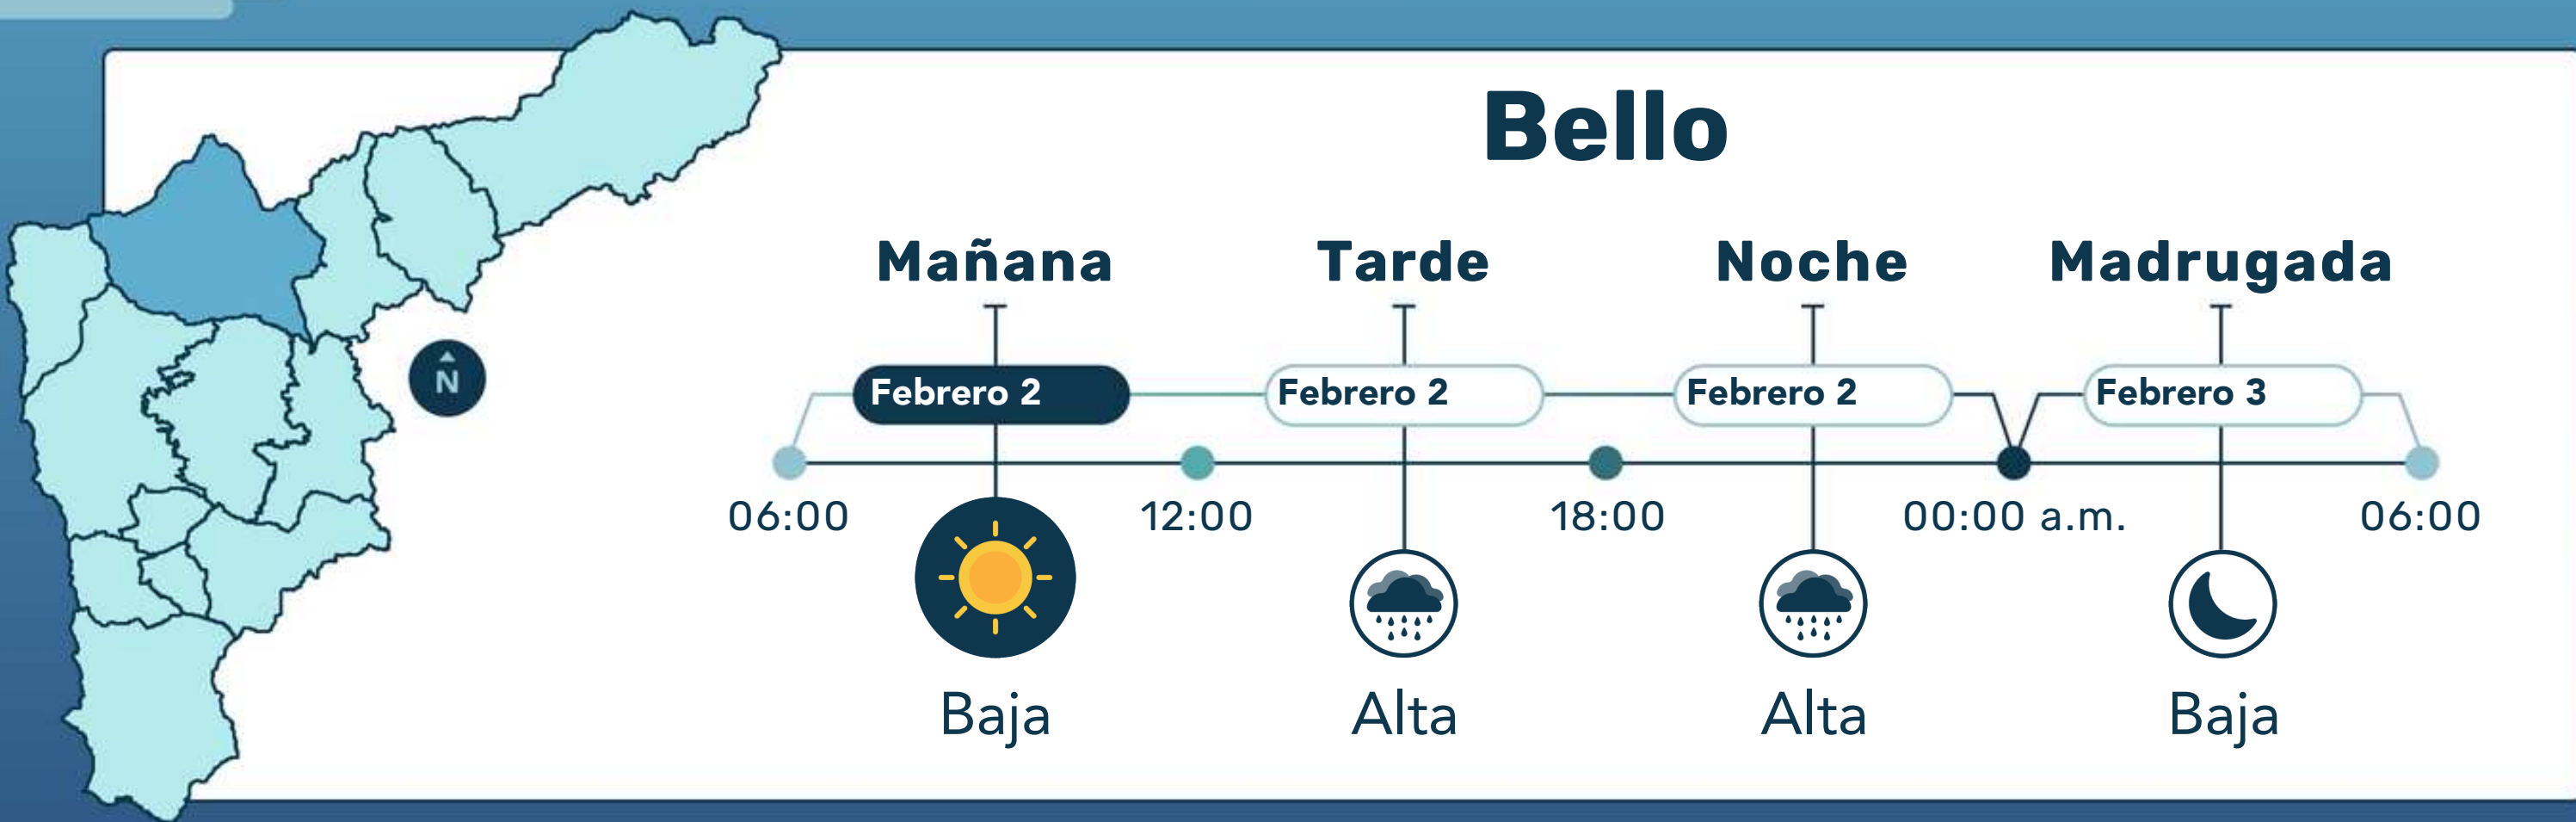 Bello
Mañana
Tarde
Noche
Madrugada
Febrero 2
Febrero 2
Febrero 2
Febrero 3
N
06:00
12:00
18:00
00:00 a.m.
06:00
Baja
Alta
Alta
Baja